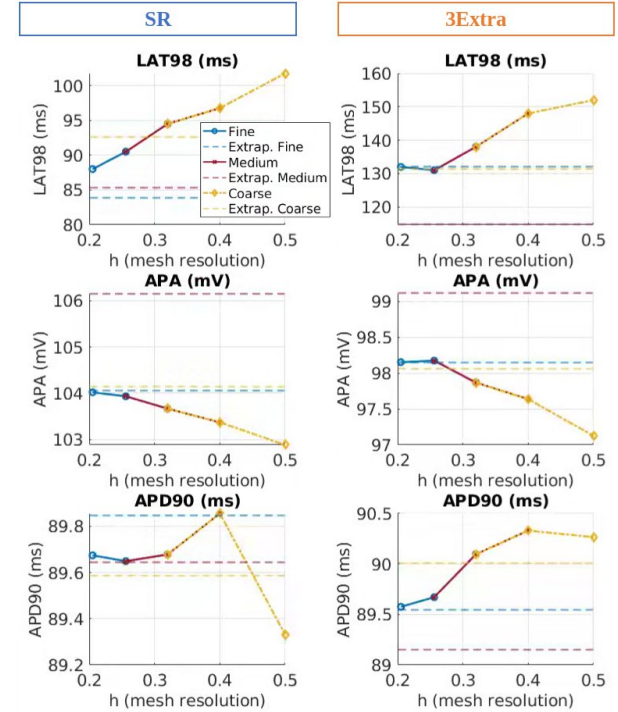 SR
3Extra
LAT98 (ms)
LAT98 (ms)
LAT98 (ms)
100
95
90
85
80
0.2 0.3 0.4 0.5
h (mesh resolution)
Fine
Extrap. Fine
Medium
Extrap. Medium
Coarse
Extrap. Coarse
LAT98 (ms)
160
150
140
130
120
0.2 0.3 0.4 0.5
h (mesh resolution)
APA (mV)
APA (mV)
106
105
104
103
0.2 0.3 0.4 0.5
h (mesh resolution)
APA (mV)
APA (mV)
99
98.5
98
97.5
97
0.2 0.3 0.4 0.5
h (mesh resolution)
APD90 (ms)
APD90 (ms)
89.8
89.6
89.4
89.2
0.2 0.3 0.4 0.5
h (mesh resolution)
APD90 (ms)
APD90 (ms)
90.5
90
89.5
89
0.2 0.3 0.4 0.5
h (mesh resolution)